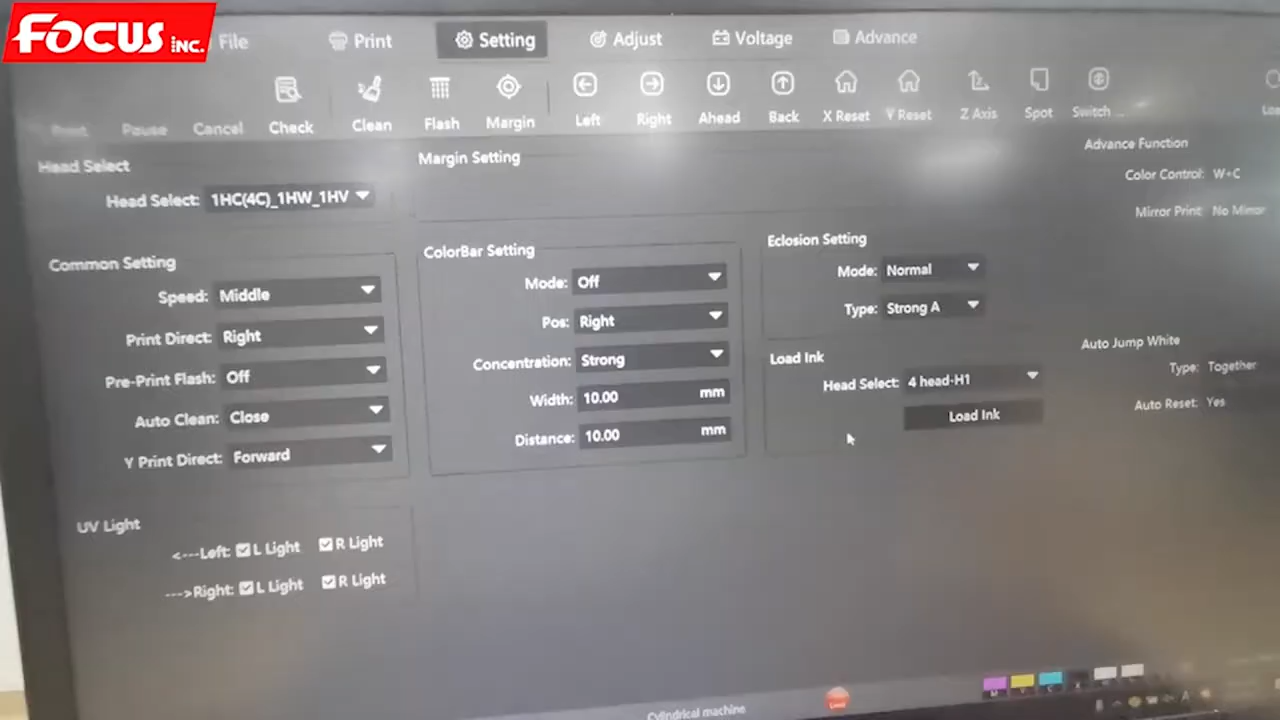 FOCUS INC.
File Print Setting Adjust Voltage Advance
Print Pause Cancel Check Clean Flash Margin Left Right Ahead Back X Reset Y Reset Z Axis Spot Switch ...
Head Select
Head Select: 1HC(4C)_1HW_1HV
Margin Setting
Advance Function
Color Control: W+C
Mirror Print: No Mirror
Common Setting
Speed: Middle
Print Direct: Right
Pre-Print Flash: Off
Auto Clean: Close
Y Print Direct: Forward
ColorBar Setting
Mode: Off
Pos: Right
Concentration: Strong
Width: 10.00 mm
Distance: 10.00 mm
Eclosion Setting
Mode: Normal
Type: Strong A
Load Ink
Head Select: 4 head-H1
Load Ink
Auto Jump White
Type: Together
Auto Reset: Yes
UV Light
<---Left: L Light R Light
--->Right: L Light R Light
Cylindrical machine
M Y C